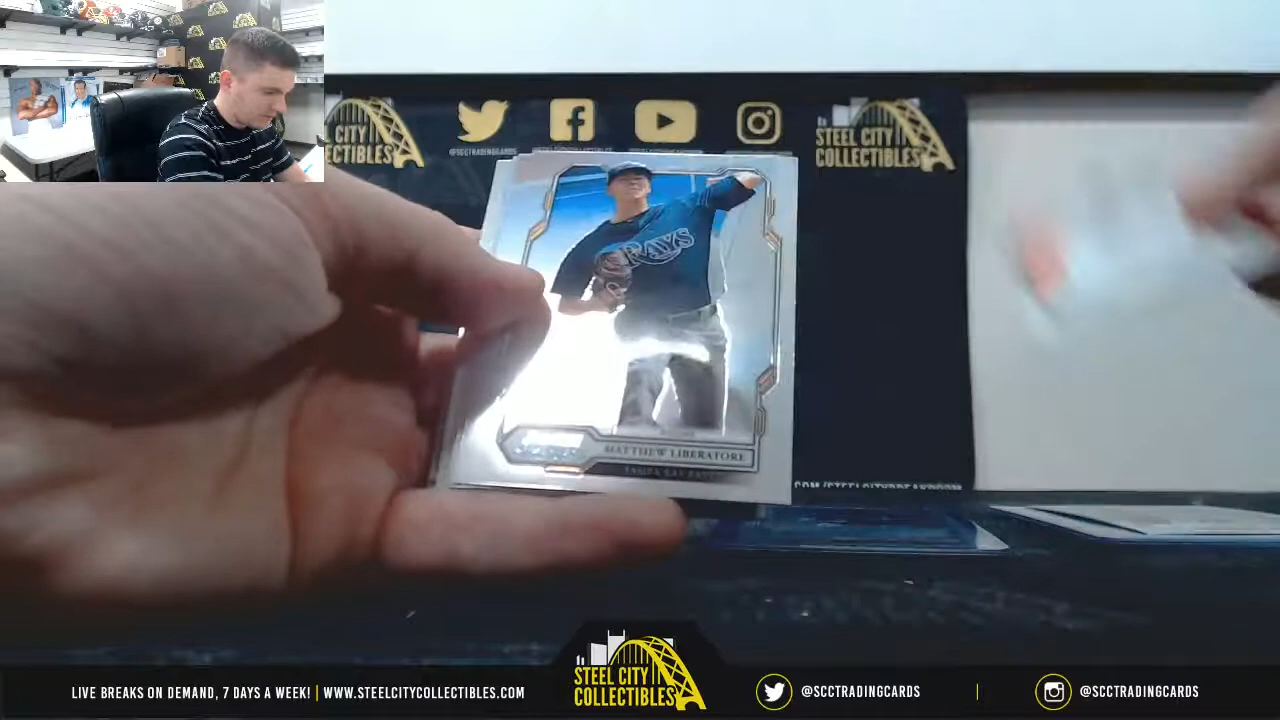 @SCCTRADINGCARDS
STEEL CITY
COLLECTIBLES
ECTIBLES
RAYS
MATTHEW LIBERATORE
STEEL CITY
COLLECTIBLES
LIVE BREAKS ON DEMAND, 7 DAYS A WEEK! | WWW.STEELCITYCOLLECTIBLES.COM
@SCCTRADINGCARDS
@SCCTRADINGCARDS